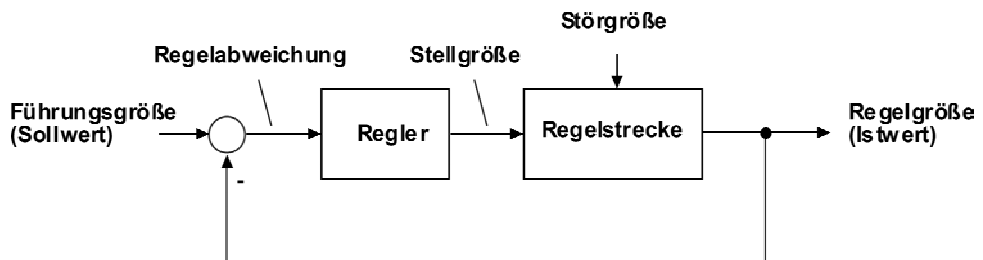 Störgröße
Regelabweichung
Stellgröße
Führungsgröße
(Sollwert)
Regler
Regelstrecke
Regelgröße
(Istwert)
-